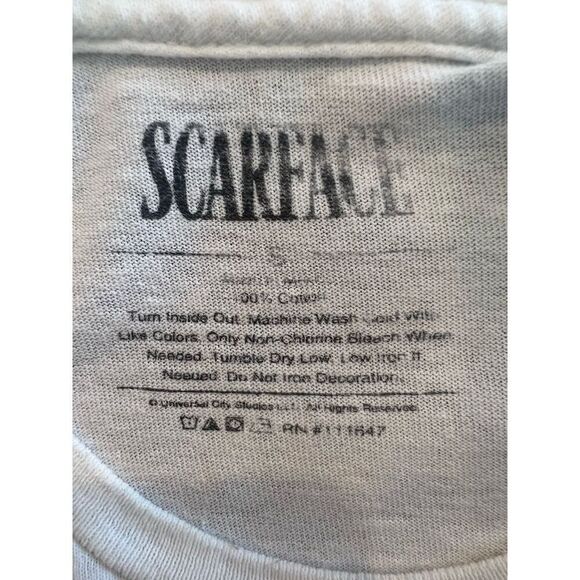 SCARFACE
S
00% Cotton
Turn Inside Out. Machine Wash Cold With
Like Colors. Only Non-Chlorine Bleach When
Needed. Tumble Dry Low. Low Iron If
Needed. Do Not Iron Decoration.
© Universal City Studios LLC. All Rights Reserved.
RN #111647